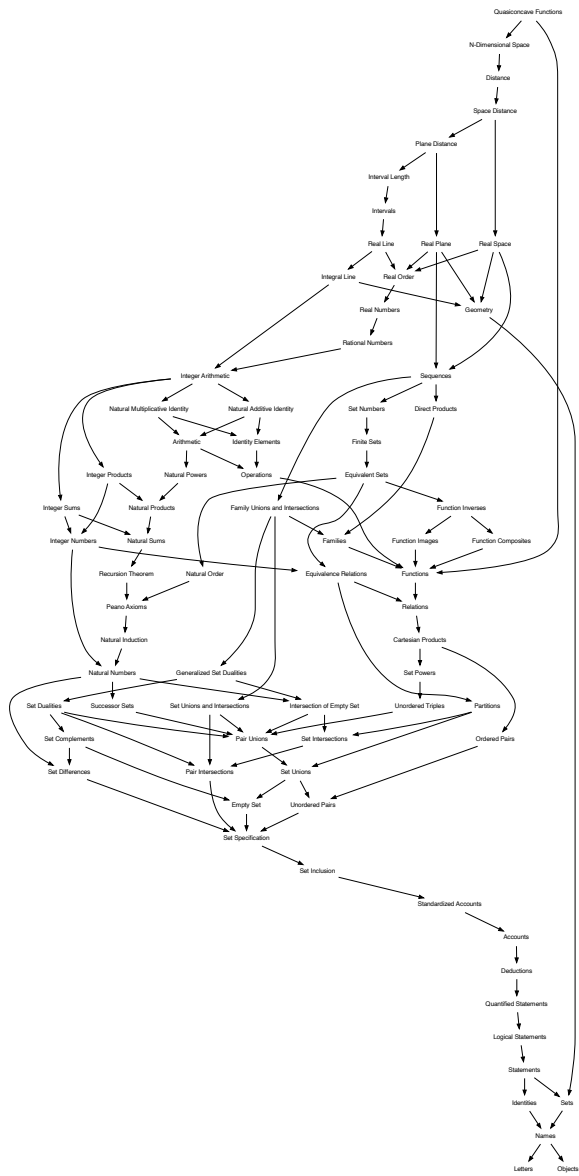 Quasiconcave Functions
N-Dimensional Space
Distance
Space Distance
Plane Distance
Interval Length
Intervals
Real Line
Real Plane
Real Space
Integral Line
Real Order
Real Numbers
Geometry
Rational Numbers
Integer Arithmetic
Sequences
Natural Multiplicative Identity
Natural Additive Identity
Set Numbers
Direct Products
Arithmetic
Identity Elements
Finite Sets
Integer Products
Natural Powers
Operations
Equivalent Sets
Integer Sums
Natural Products
Family Unions and Intersections
Function Inverses
Integer Numbers
Natural Sums
Families
Function Images
Function Composites
Recursion Theorem
Natural Order
Equivalence Relations
Functions
Peano Axioms
Relations
Natural Induction
Cartesian Products
Natural Numbers
Generalized Set Dualities
Set Powers
Set Dualities
Successor Sets
Set Unions and Intersections
Intersection of Empty Set
Unordered Triples
Partitions
Set Complements
Pair Unions
Set Intersections
Ordered Pairs
Set Differences
Pair Intersections
Set Unions
Empty Set
Unordered Pairs
Set Specification
Set Inclusion
Standardized Accounts
Accounts
Deductions
Quantified Statements
Logical Statements
Statements
Identities
Sets
Names
Letters
Objects